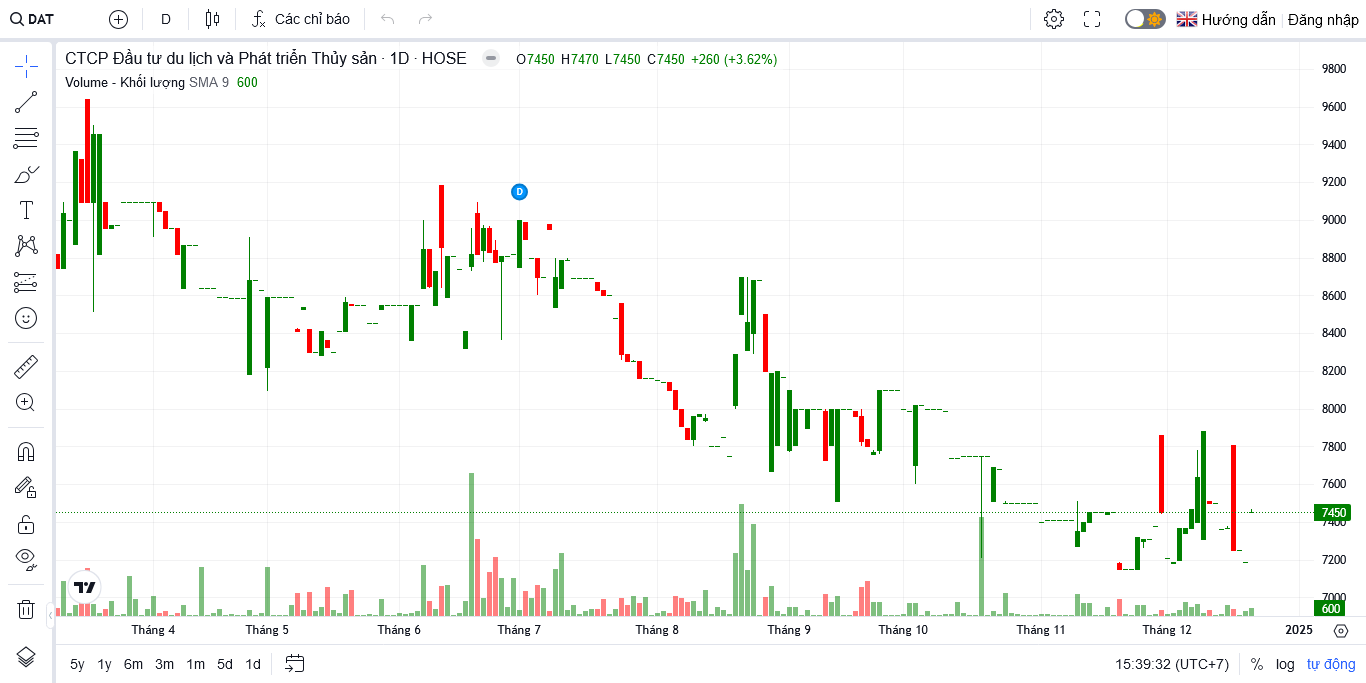 DAT
D
Các chỉ báo
Hướng dẫn
Đăng nhập
CTCP Đầu tư du lịch và Phát triển Thủy sản · 1D · HOSE
O7450 H7470 L7450 C7450 +260 (+3.62%)
Volume - Khối lượng SMA 9 600
D
9800
9600
9400
9200
9000
8800
8600
8400
8200
8000
7800
7600
7450
7400
7200
7000
600
Tháng 4 Tháng 5 Tháng 6 Tháng 7 Tháng 8 Tháng 9 Tháng 10 Tháng 11 Tháng 12 2025
5y 1y 6m 3m 1m 5d 1d
15:39:32 (UTC+7) % log tự động